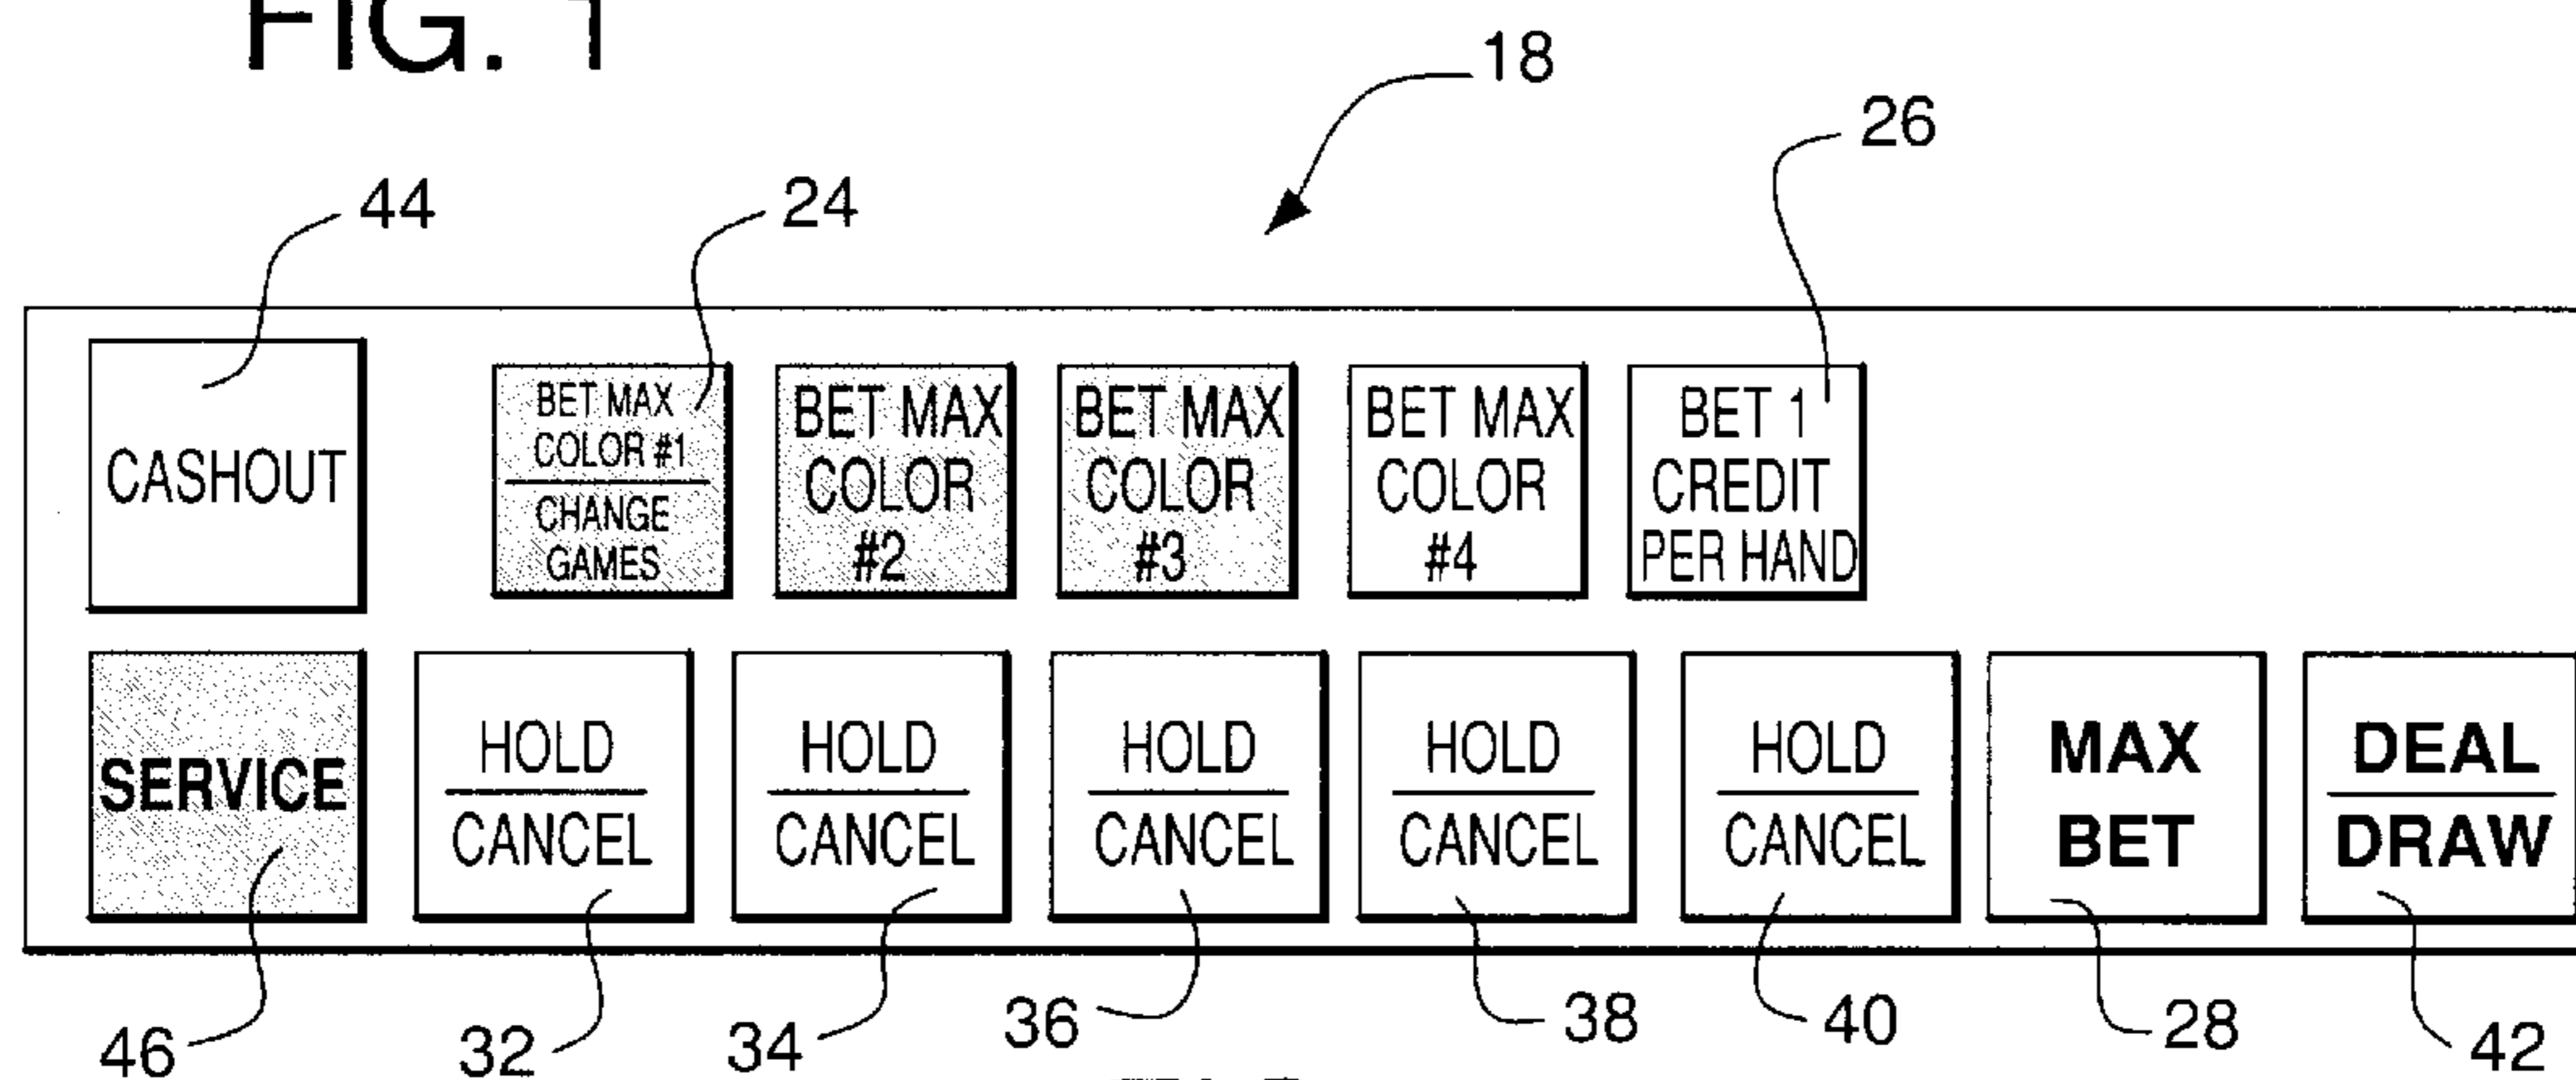 FIG. 1
18
26
44
24
CASHOUT
BET MAX
COLOR #1
CHANGE
GAMES
BET MAX
COLOR
#2
BET MAX
COLOR
#3
BET MAX
COLOR
#4
BET 1
CREDIT
PER HAND
SERVICE
HOLD
CANCEL
HOLD
CANCEL
HOLD
CANCEL
HOLD
CANCEL
HOLD
CANCEL
MAX
BET
DEAL
DRAW
46
32
34
36
38
40
28
42